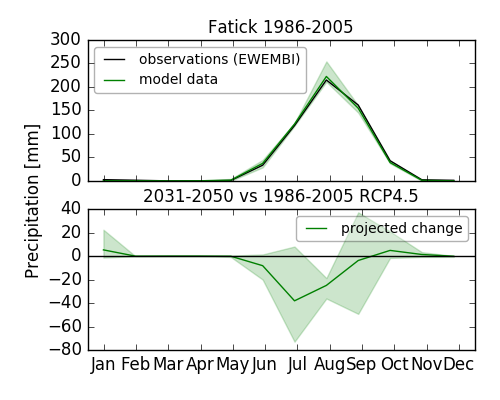 Fatick 1986-2005
300
250
200
150
100
50
0
observations (EWEMBI)
model data
Precipitation [mm]
2031-2050 vs 1986-2005 RCP4.5
40
20
0
−20
−40
−60
−80
projected change
Jan Feb Mar Apr May Jun Jul Aug Sep Oct Nov Dec